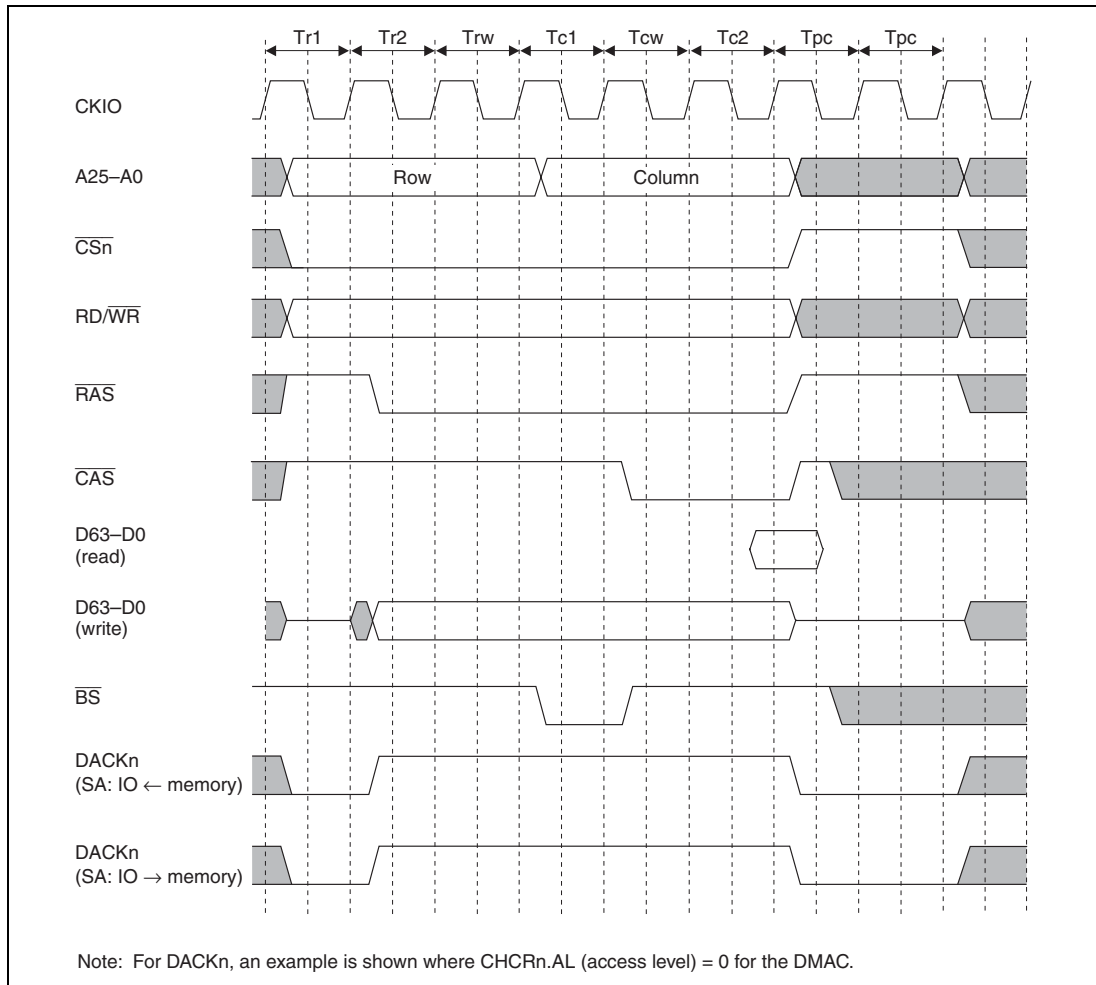 Tr1 Tr2 Trw Tc1 Tcw Tc2 Tpc Tpc
CKIO
A25–A0
Row Column
CSn
RD/WR
RAS
CAS
D63–D0
(read)
D63–D0
(write)
BS
DACKn
(SA: IO ← memory)
DACKn
(SA: IO → memory)
Note: For DACKn, an example is shown where CHCRn.AL (access level) = 0 for the DMAC.